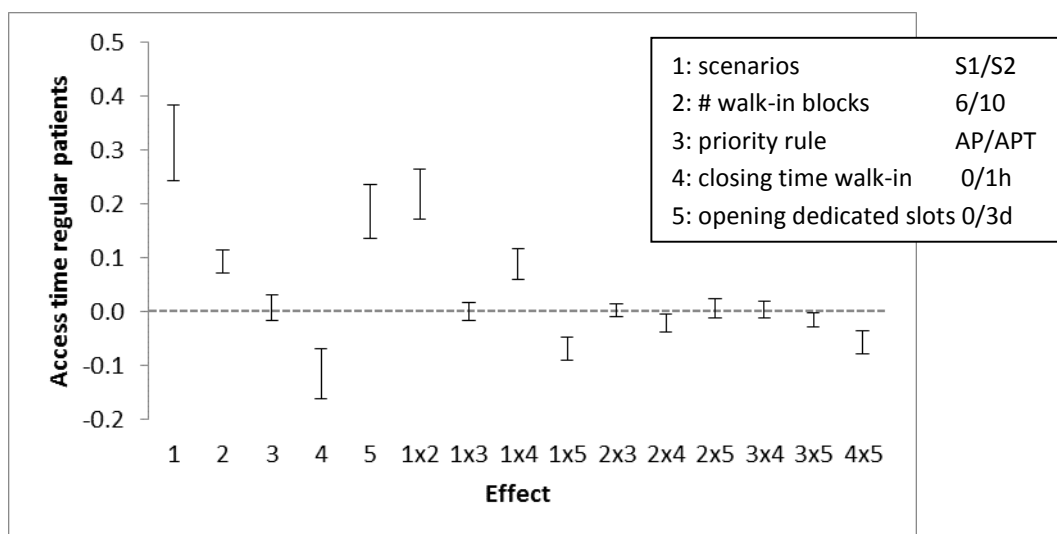 0.5
0.4
0.3
0.2
0.1
0.0
-0.1
-0.2
Access time regular patients
1 2 3 4 5 1x2 1x3 1x4 1x5 2x3 2x4 2x5 3x4 3x5 4x5
Effect
1: scenarios S1/S2
2: # walk-in blocks 6/10
3: priority rule AP/APT
4: closing time walk-in 0/1h
5: opening dedicated slots 0/3d